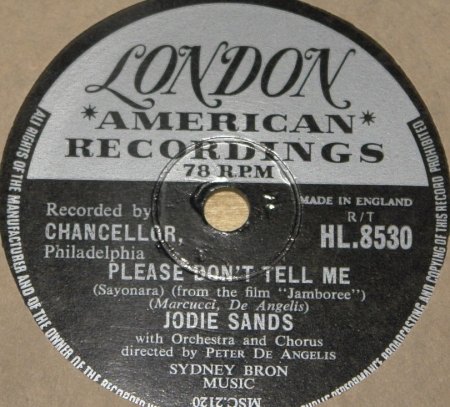 LONDON
*AMERICAN*
RECORDINGS
78 R.P.M
MADE IN ENGLAND
R/T
HL.8530
Recorded by
CHANCELLOR,
Philadelphia
PLEASE DON'T TELL ME
(Sayonara) (from the film "Jamboree")
(Marcucci, De Angelis)
JODIE SANDS
with Orchestra and Chorus
directed by PETER DE ANGELIS
SYDNEY BRON
MUSIC
MSC.2120
ALL RIGHTS OF THE MANUFACTURER AND OF THE OWNER OF THE RECORDED
PUBLIC PERFORMANCE BROADCASTING AND COPYING OF THIS RECORD PROHIBITED